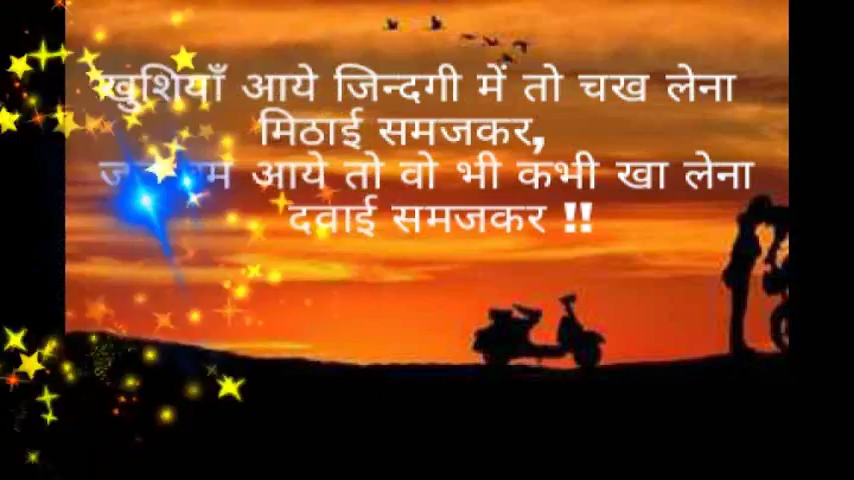 खुशियाँ आये जिन्दगी में तो चख लेना
मिठाई समजकर,
आये तो वो भी कभी खा लेना
दवाई समजकर !!